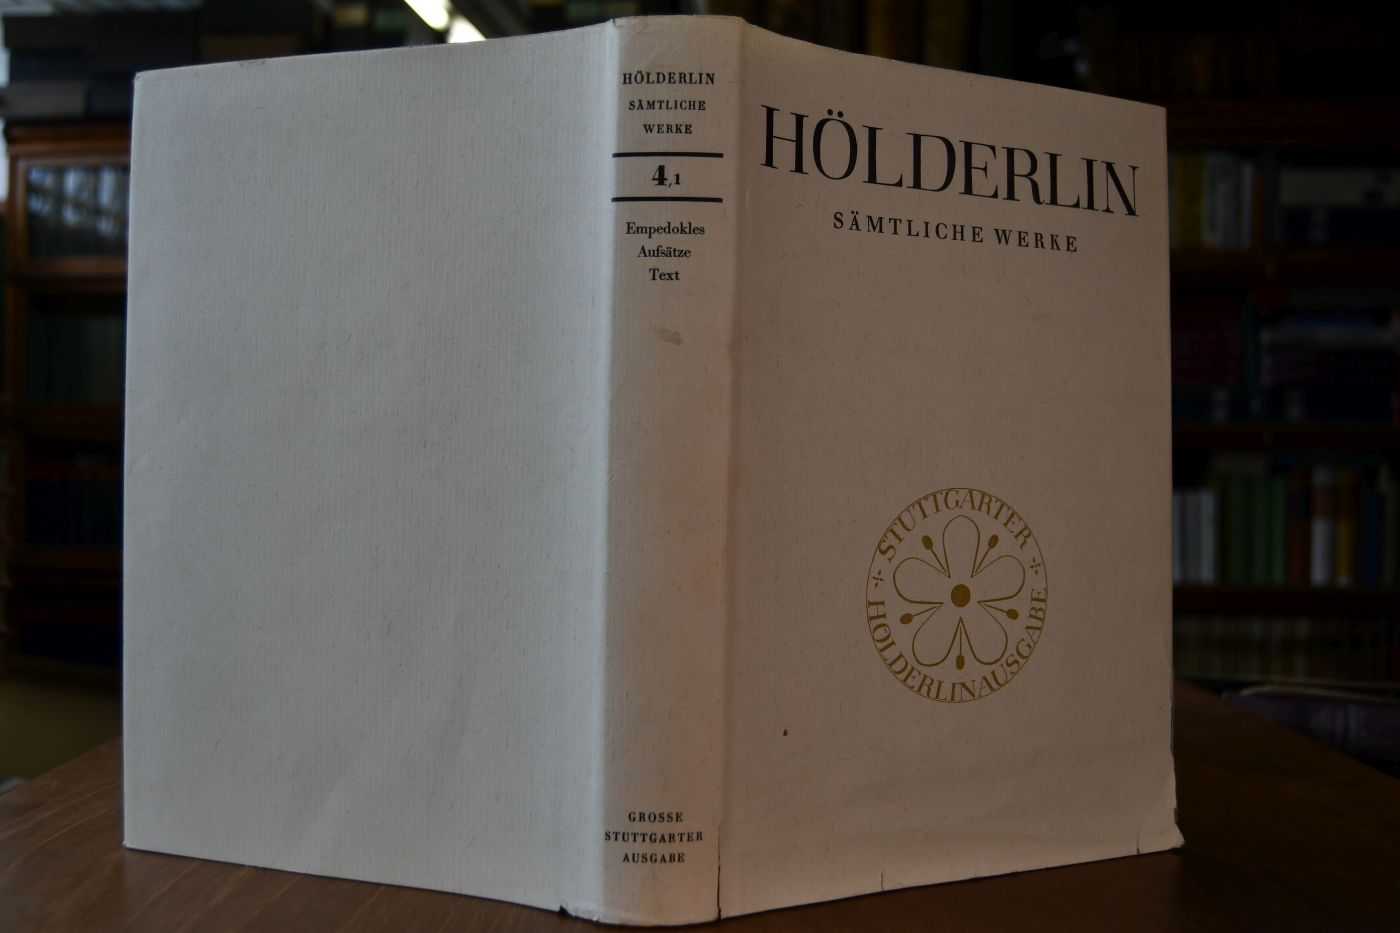 HÖLDERLIN
SÄMTLICHE
WERKE
4,1
Empedokles
Aufsätze
Text
GROSSE
STUTTGARTER
AUSGABE
HÖLDERLIN
SÄMTLICHE WERKE
STUTTGARTER
HÖLDERLINAUSGABE